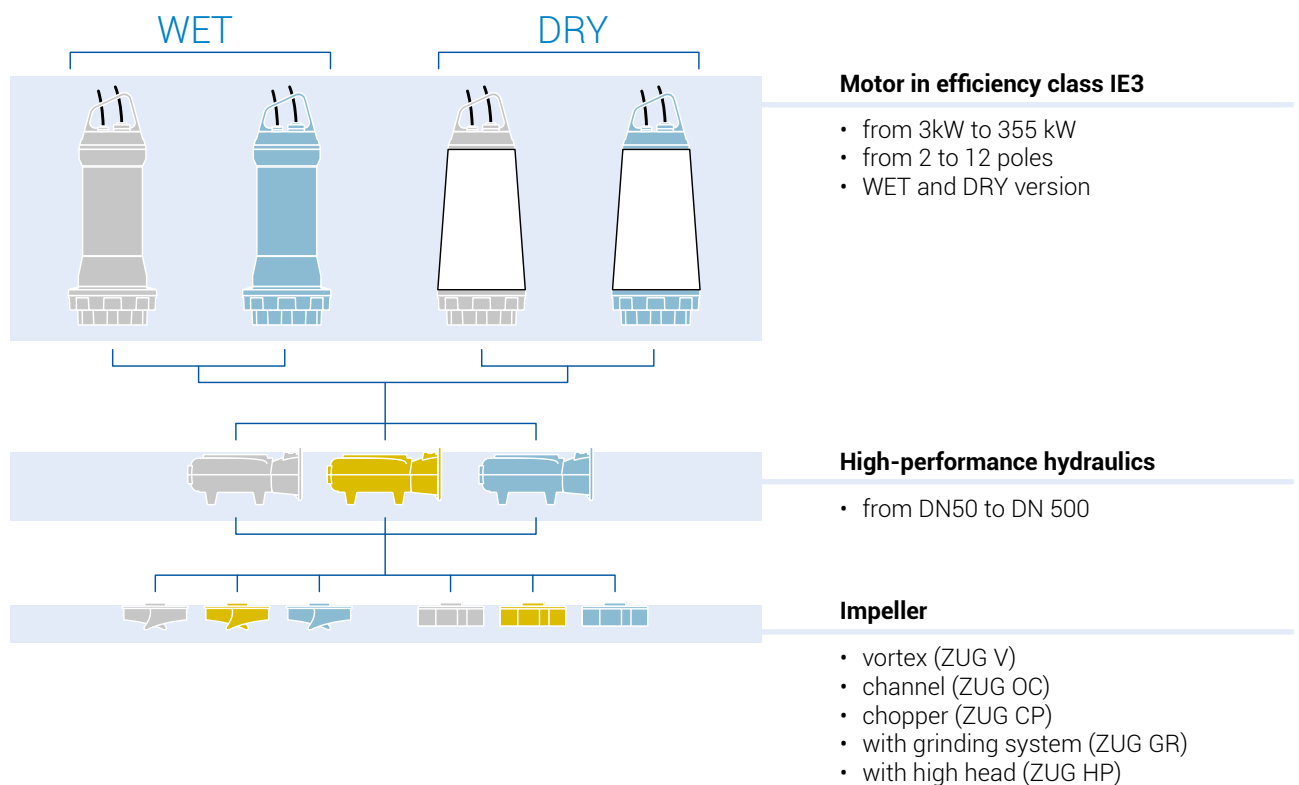 WET
DRY
Motor in efficiency class IE3
• from 3kW to 355 kW
• from 2 to 12 poles
• WET and DRY version
High-performance hydraulics
• from DN50 to DN 500
Impeller
• vortex (ZUG V)
• channel (ZUG OC)
• chopper (ZUG CP)
• with grinding system (ZUG GR)
• with high head (ZUG HP)